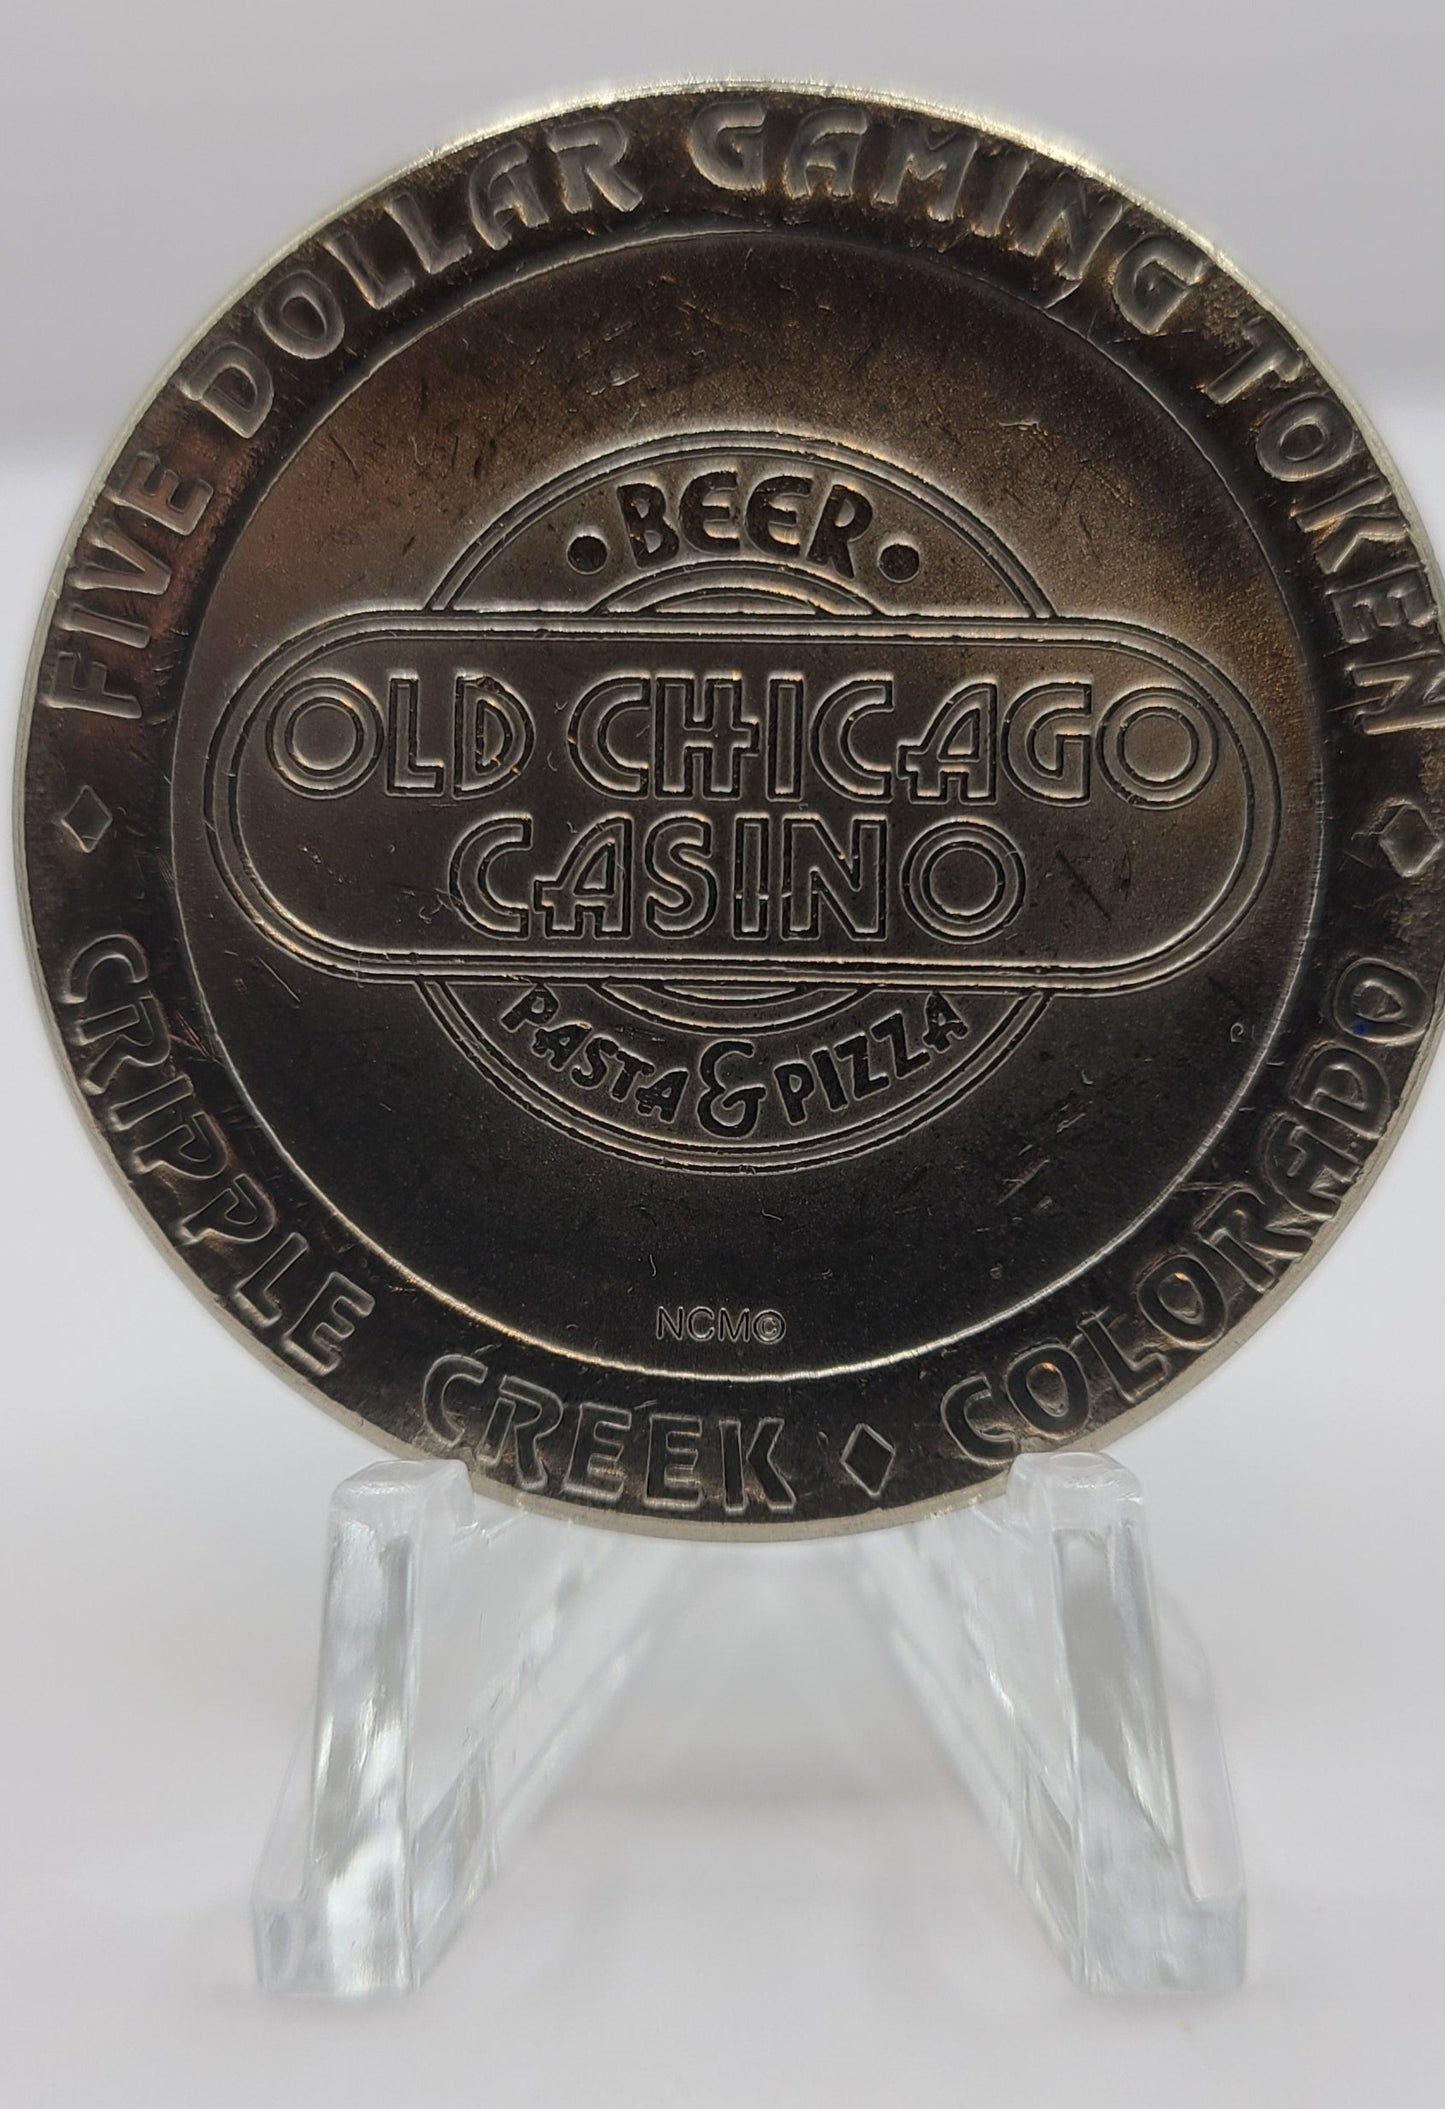 FIVE DOLLAR GAMING TOKEN
• BEER •
OLD CHICAGO
CASINO
PASTA & PIZZA
NCM©
CRIPPLE CREEK ◇ COLORADO